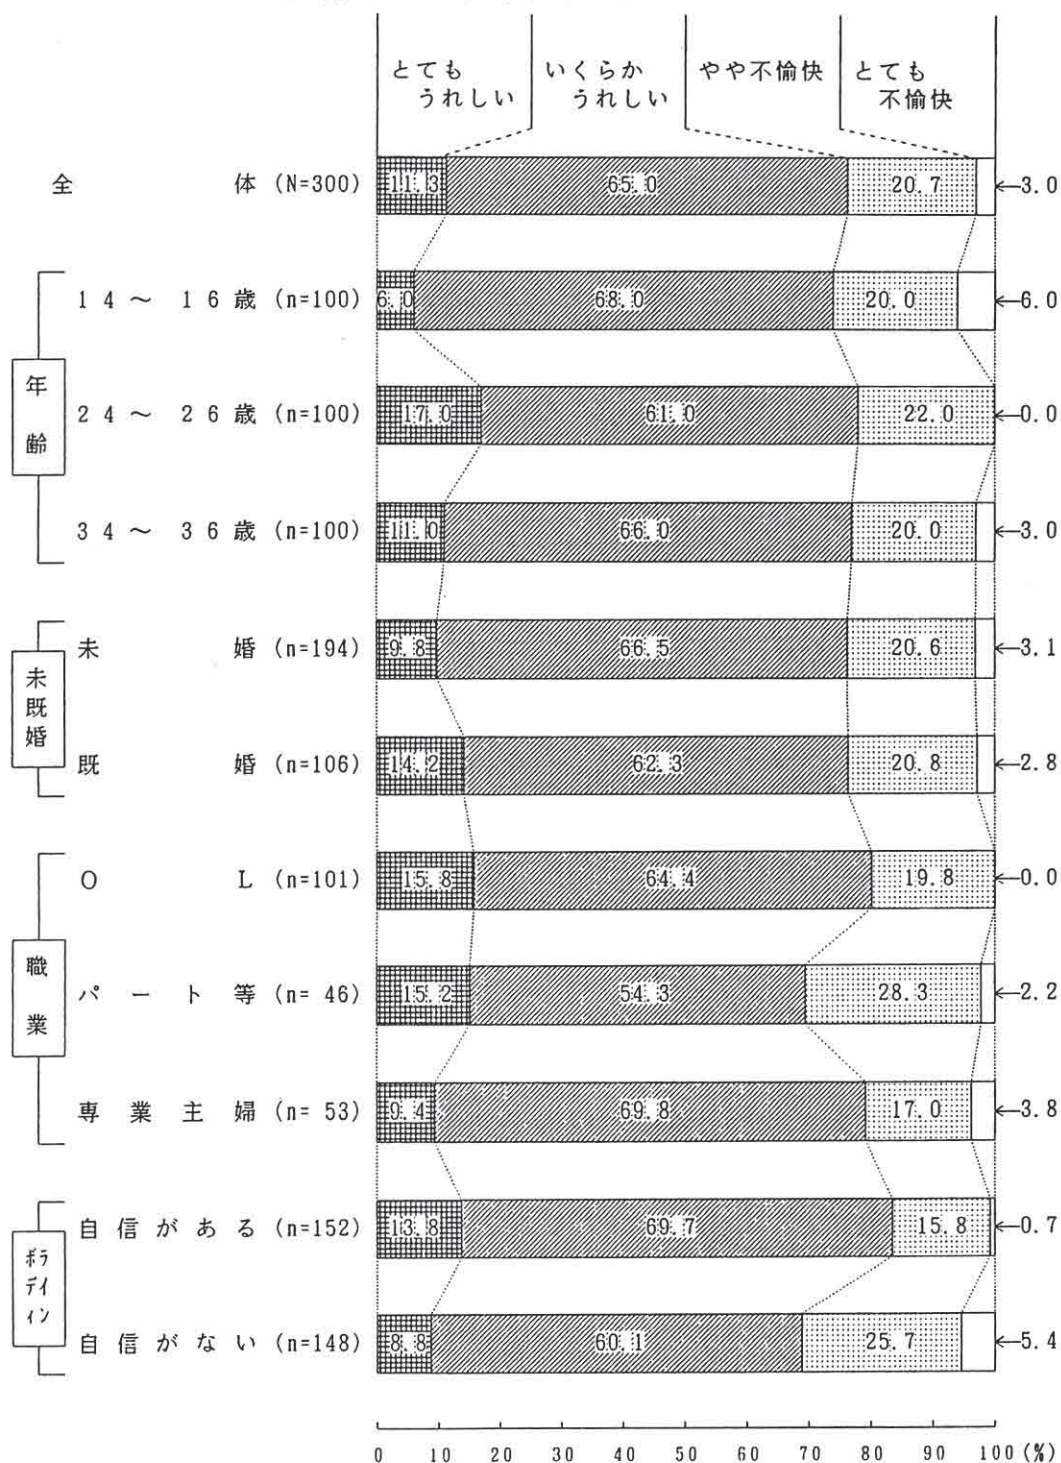 とても
うれしい
いくらか
うれしい
やや不愉快
とても
不愉快
全体 (N=300) 11.3 65.0 20.7 ←3.0
年齢
14～16歳 (n=100) 6.0 68.0 20.0 ←6.0
24～26歳 (n=100) 17.0 61.0 22.0 ←0.0
34～36歳 (n=100) 11.0 66.0 20.0 ←3.0
未既婚
未婚 (n=194) 9.8 66.5 20.6 ←3.1
既婚 (n=106) 14.2 62.3 20.8 ←2.8
職業
OL (n=101) 15.8 64.4 19.8 ←0.0
パート等 (n= 46) 15.2 54.3 28.3 ←2.2
専業主婦 (n= 53) 9.4 69.8 17.0 ←3.8
ボディライン
自信がある (n=152) 13.8 69.7 15.8 ←0.7
自信がない (n=148) 8.8 60.1 25.7 ←5.4
0 10 20 30 40 50 60 70 80 90 100 (%)